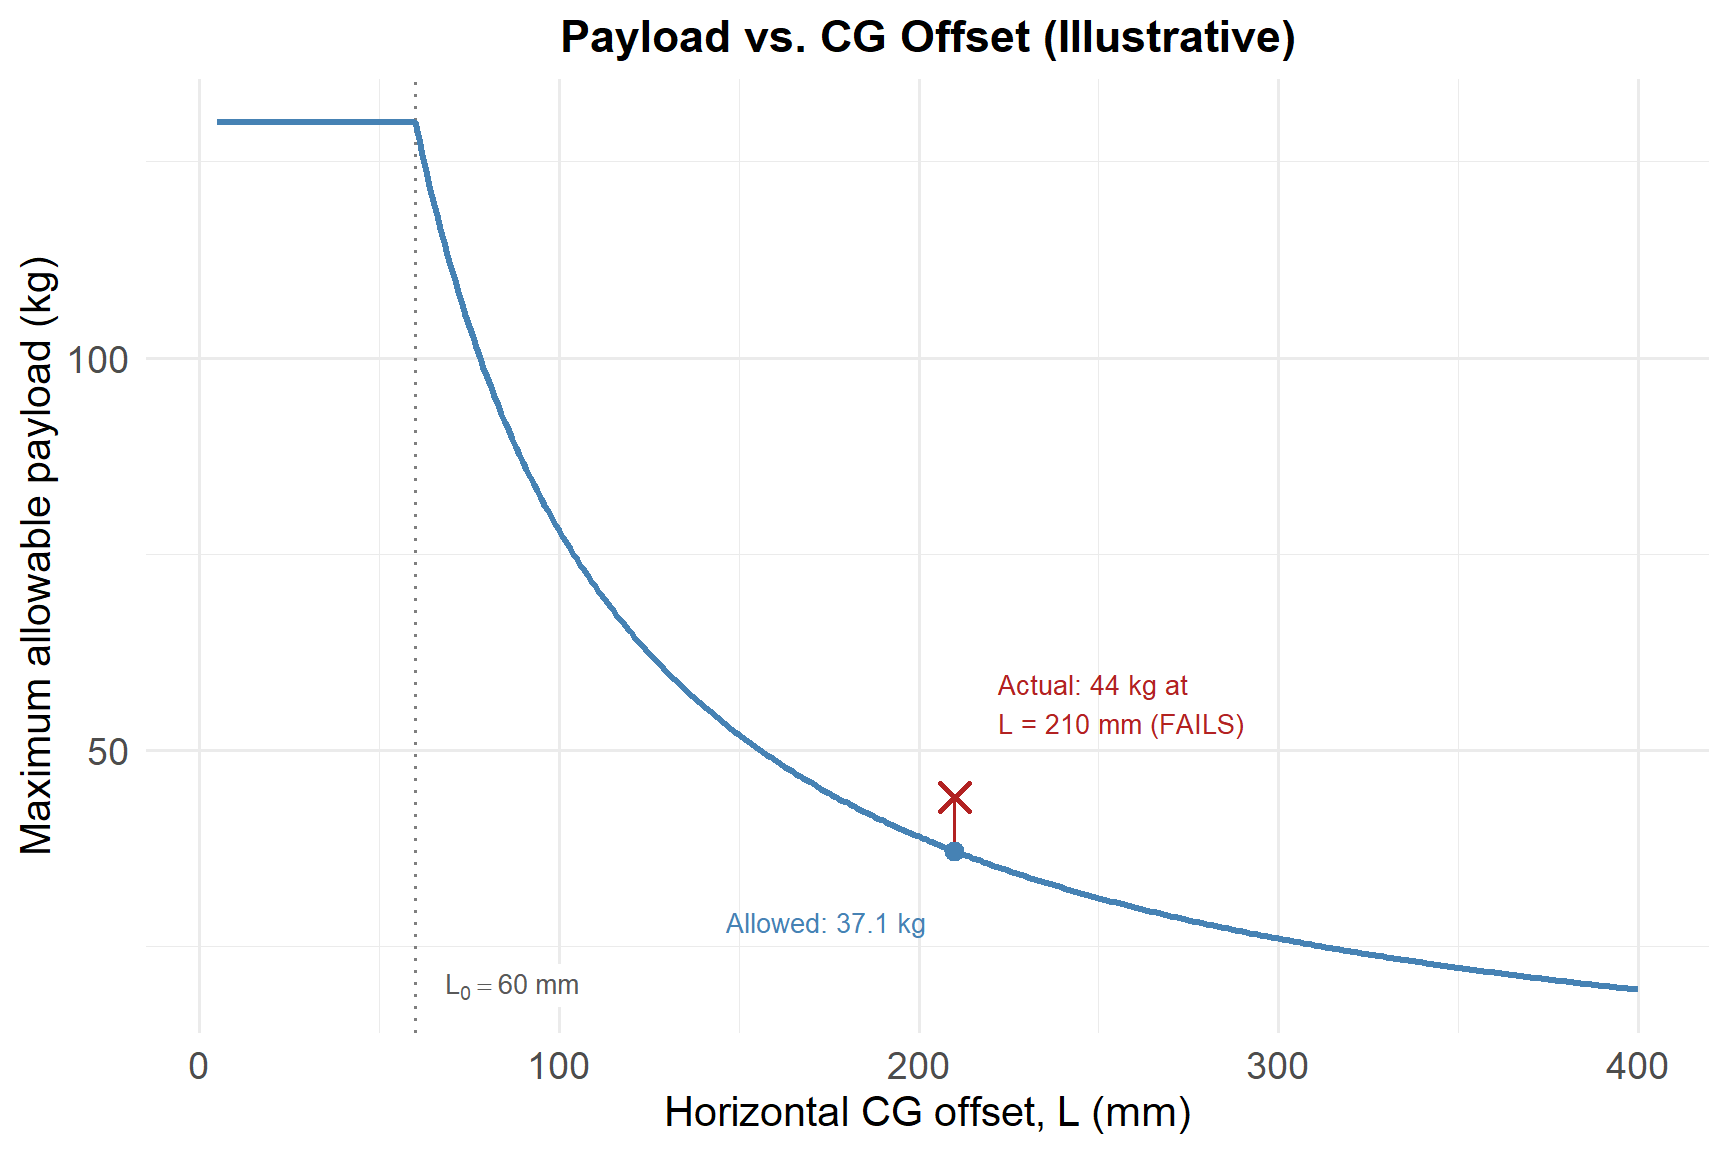 Payload vs. CG Offset (Illustrative)
Maximum allowable payload (kg)
100
50
Actual: 44 kg at
L = 210 mm (FAILS)
Allowed: 37.1 kg
L₀ = 60 mm
0 100 200 300 400
Horizontal CG offset, L (mm)